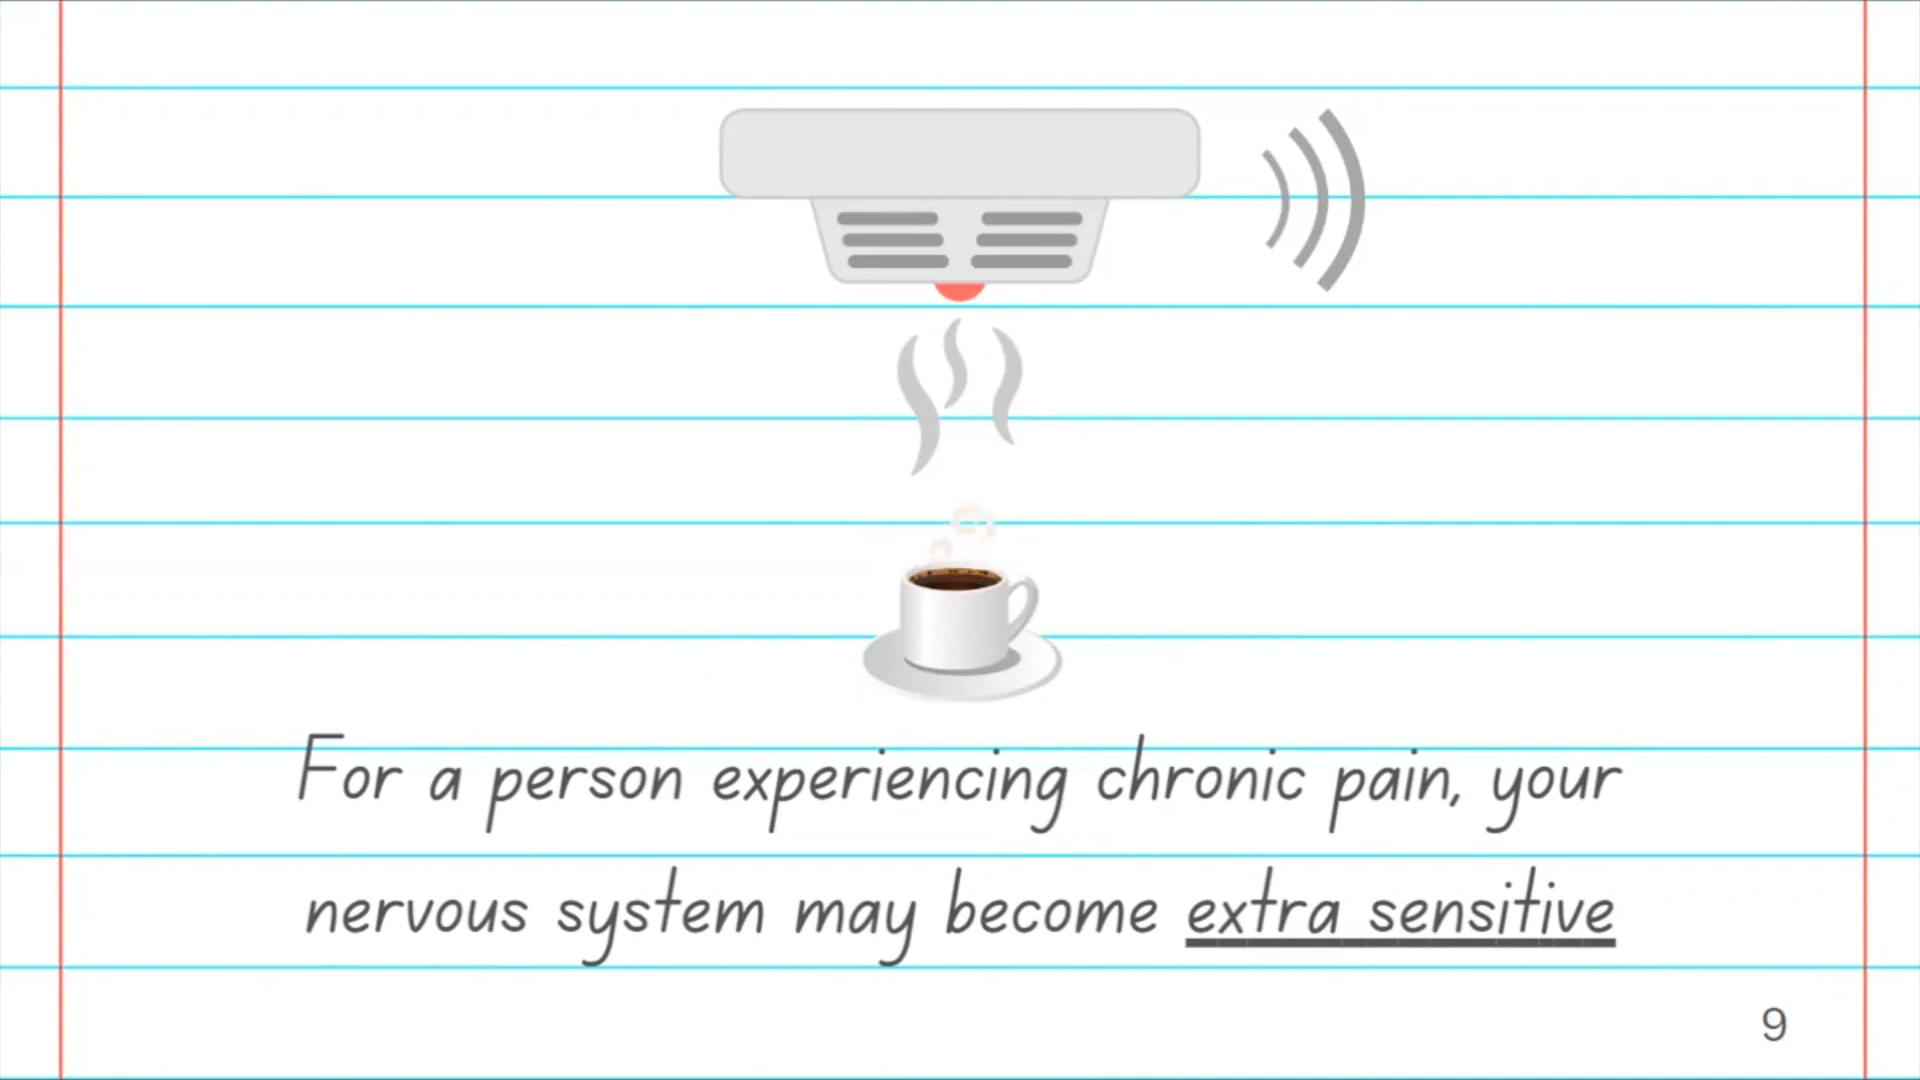 For a person experiencing chronic pain, your
nervous system may become extra sensitive
9